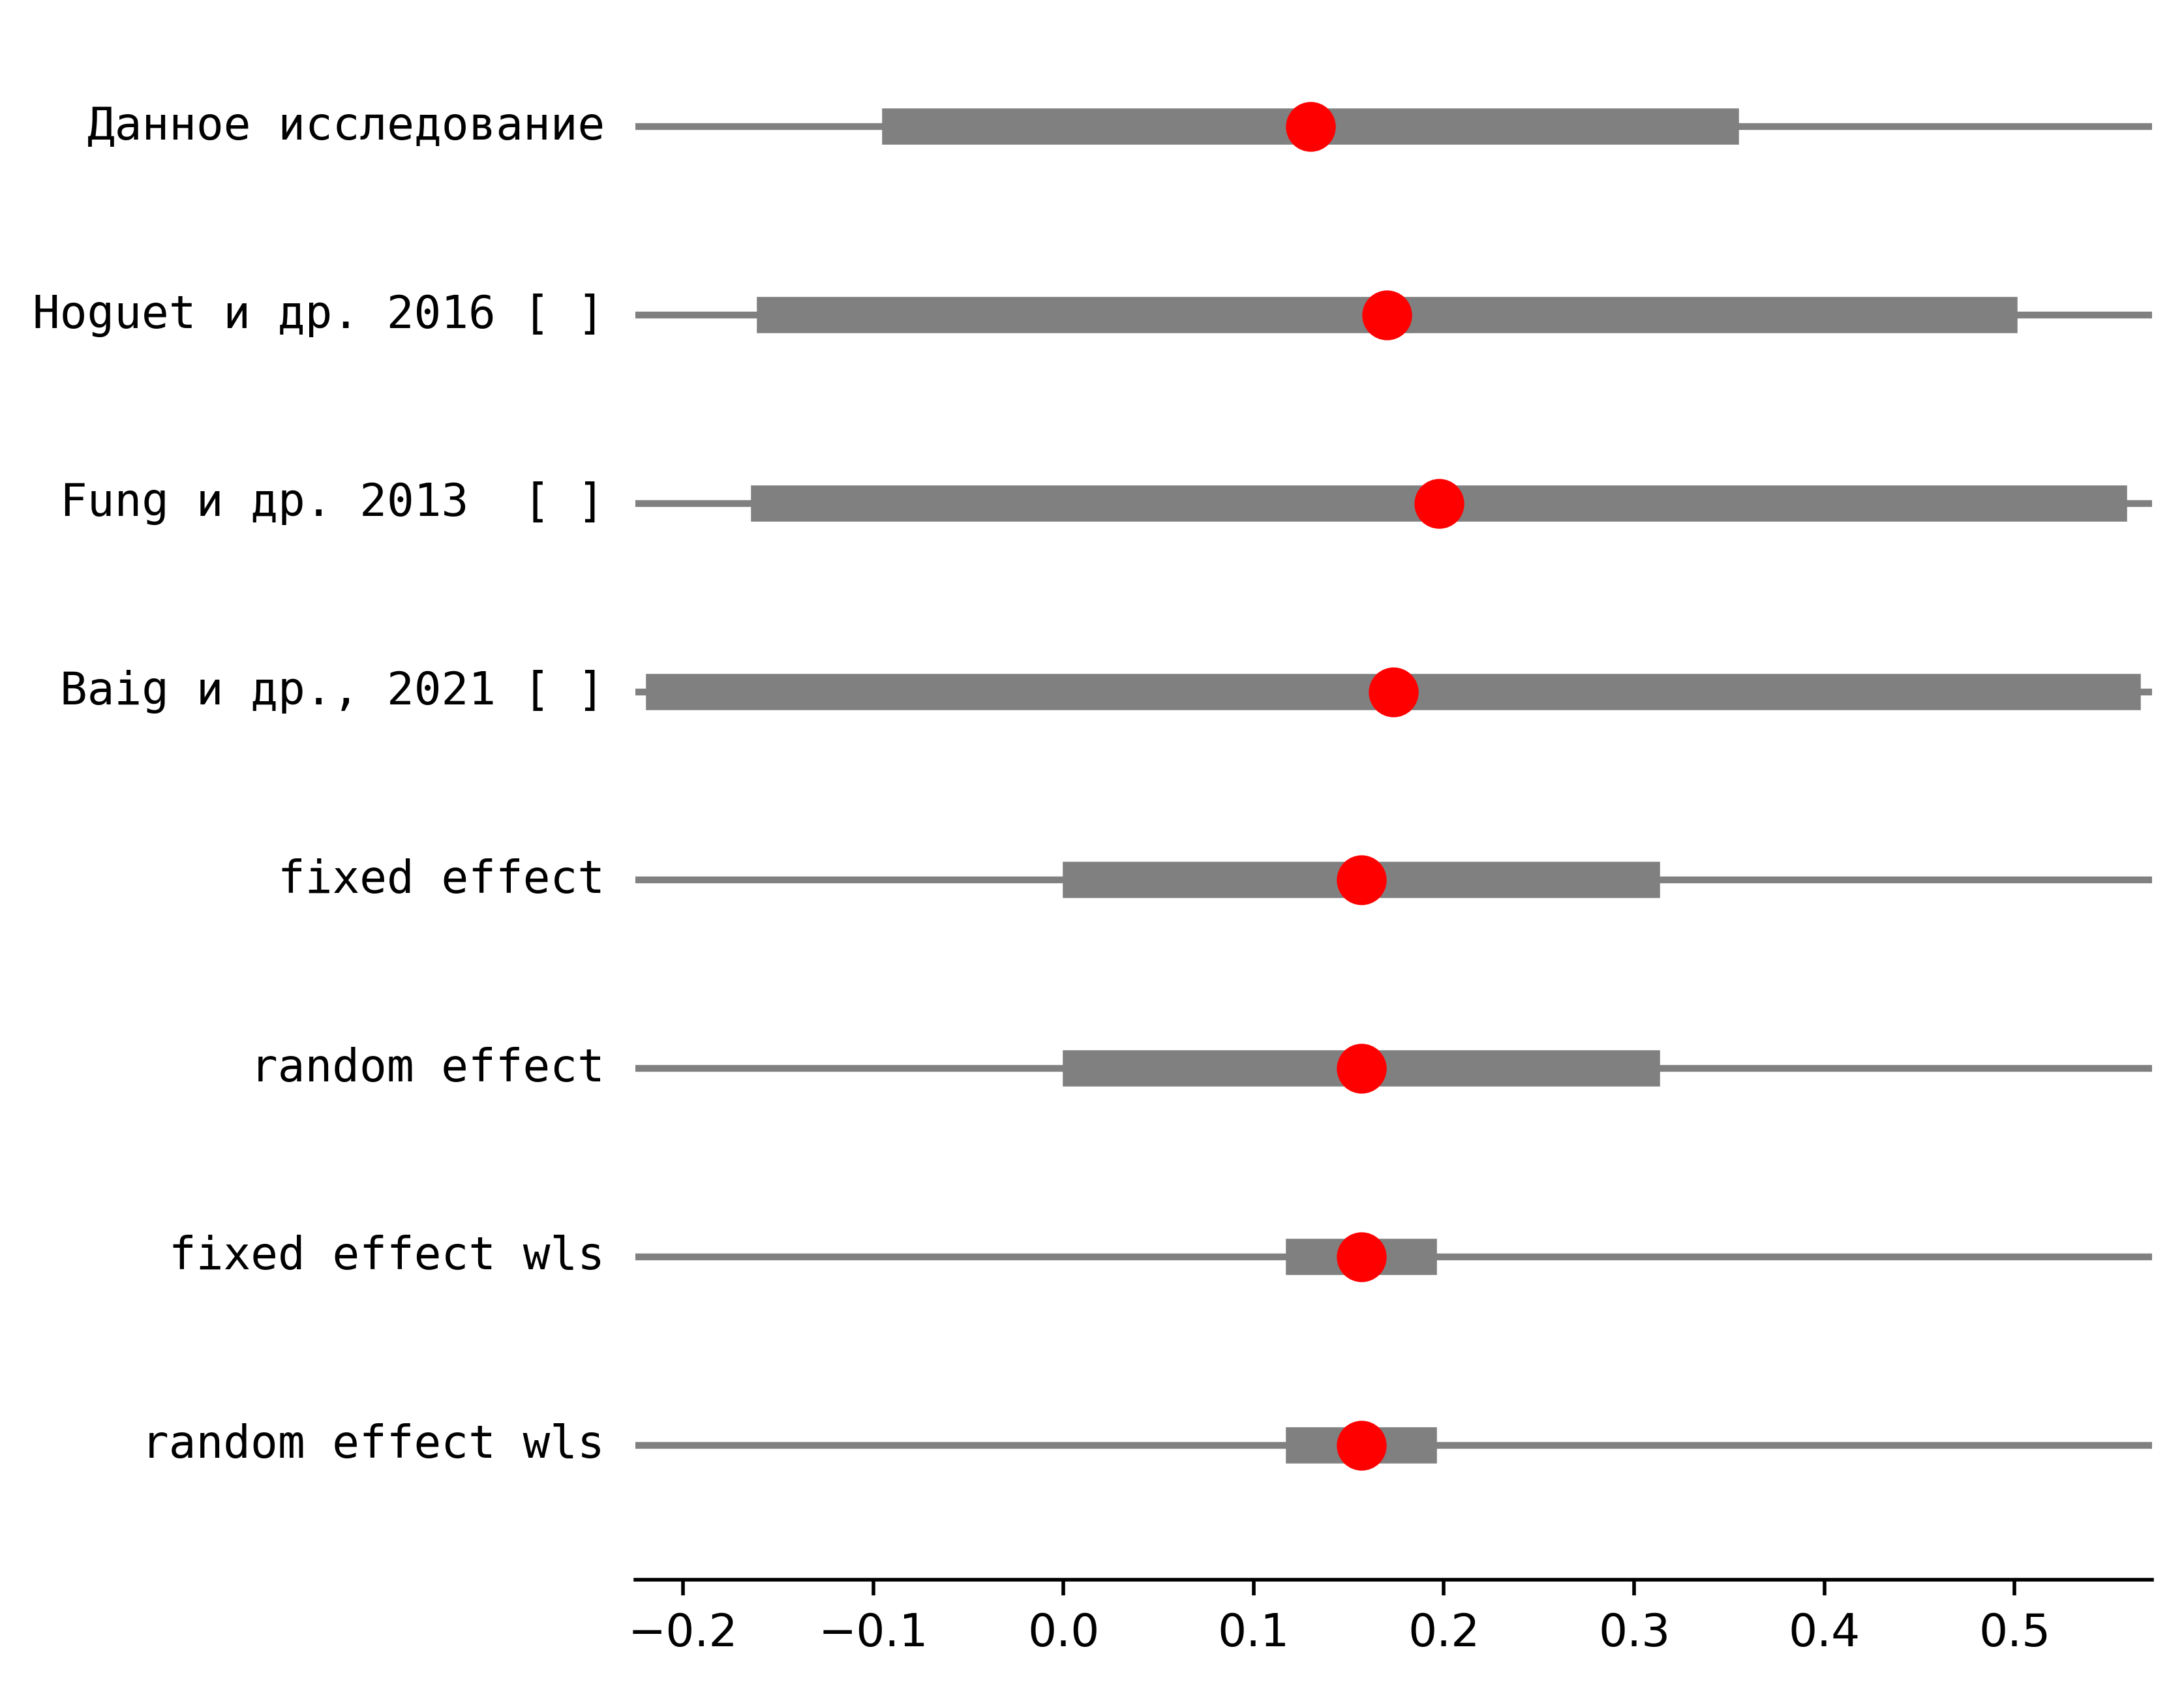 Данное исследование
Hoguet и др. 2016 [ ]
Fung и др. 2013  [ ]
Baig и др., 2021 [ ]
fixed effect
random effect
fixed effect wls
random effect wls
−0.2 −0.1 0.0 0.1 0.2 0.3 0.4 0.5